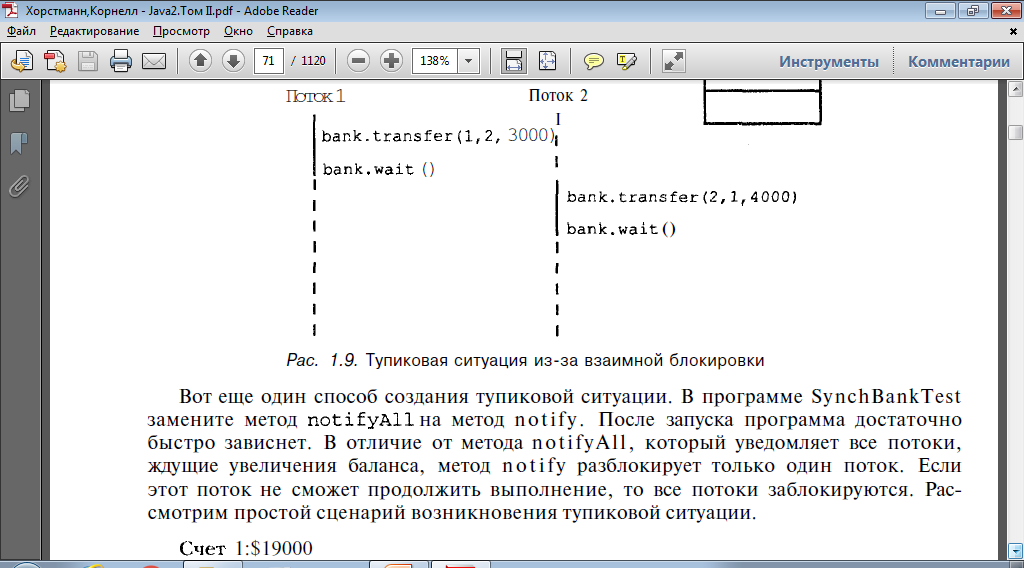 Хорстманн,Корнелл - Java2.Том II.pdf - Adobe Reader
Файл Редактирование Просмотр Окно Справка
71 / 1120 138% Инструменты Комментарии
Поток 1 Поток 2
I
bank.transfer(1,2, 3000)
bank.wait ()
bank.transfer(2,1,4000)
bank.wait()
Рас. 1.9. Тупиковая ситуация из-за взаимной блокировки
Вот еще один способ создания тупиковой ситуации. В программе SynchBankTest
замените метод notifyAll на метод notify. После запуска программа достаточно
быстро зависнет. В отличие от метода notifyAll, который уведомляет все потоки,
ждущие увеличения баланса, метод notify разблокирует только один поток. Если
этот поток не сможет продолжить выполнение, то все потоки заблокируются. Рас-
смотрим простой сценарий возникновения тупиковой ситуации.
Счет 1:$19000